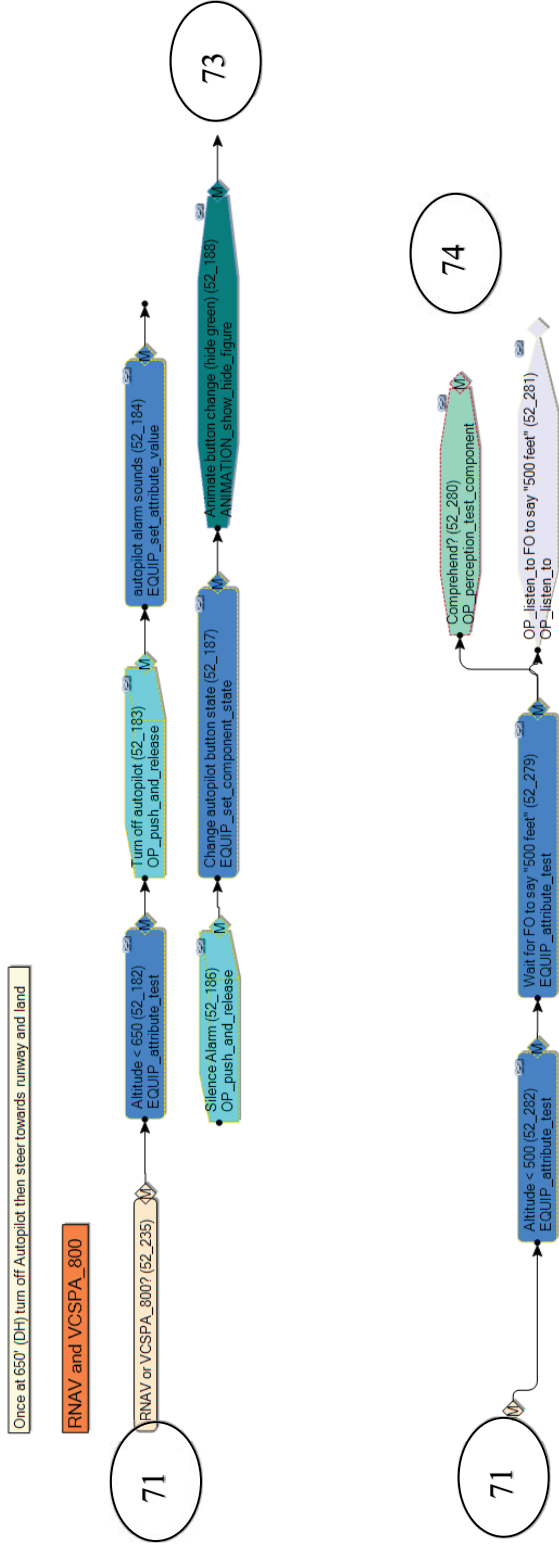 Once at 650' (DH) turn off Autopilot then steer towards runway and land
RNAV and VCSPA_800
71
RNAV or VCSPA_800? (52_235)
M
Altitude < 650 (52_182)
EQUIP_attribute_test
M
Turn off autopilot (52_183)
OP_push_and_release
M
autopilot alarm sounds (52_184)
EQUIP_set_attribute_value
M
Silence Alarm (52_186)
OP_push_and_release
M
Change autopilot button state (52_187)
EQUIP_set_component_state
M
Animate button change (hide green) (52_188)
ANIMATION_show_hide_figure
M
73
71
M
Altitude < 500 (52_282)
EQUIP_attribute_test
M
Wait for FO to say "500 feet" (52_279)
EQUIP_attribute_test
M
Comprehend? (52_280)
OP_perception_test_component
M
OP_listen_to FO to say "500 feet" (52_281)
OP_listen_to
74